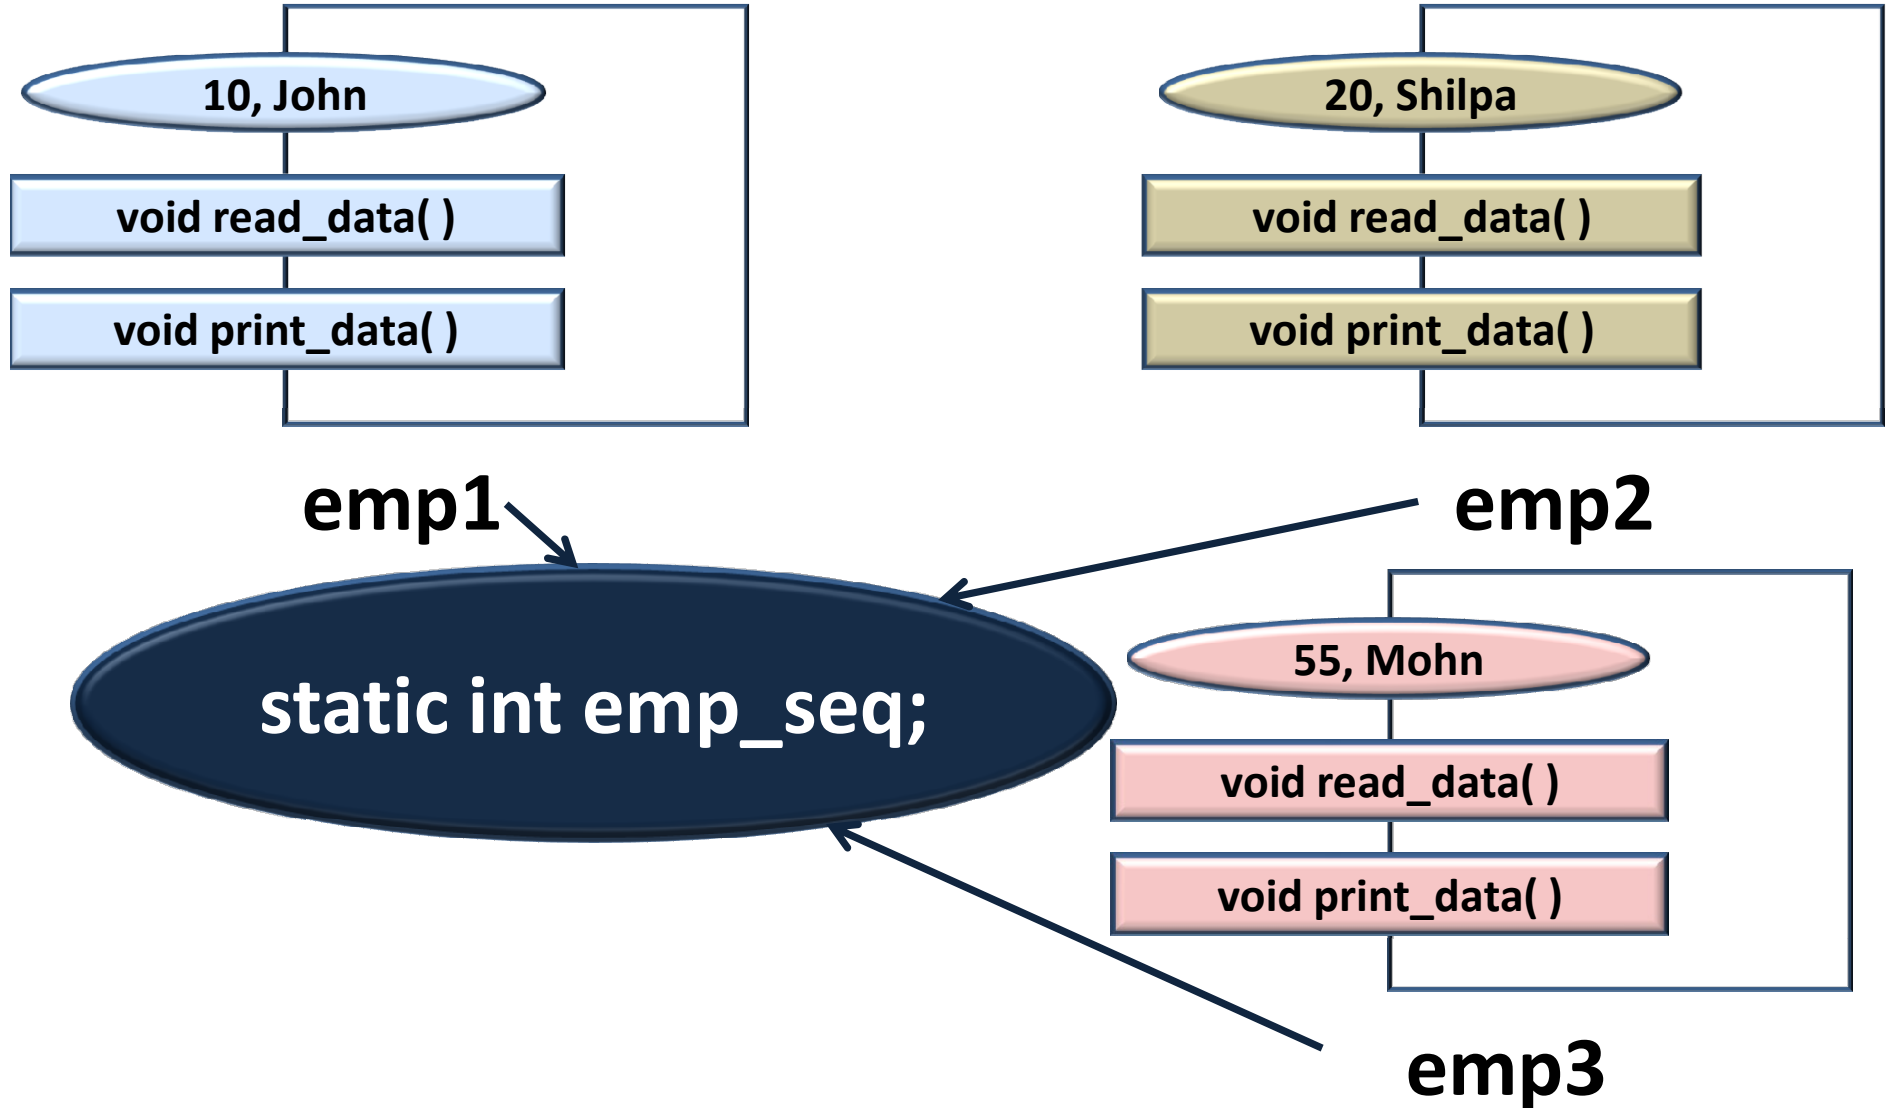 10, John
void read_data( )
void print_data( )
emp1
20, Shilpa
void read_data( )
void print_data( )
emp2
static int emp_seq;
55, Mohn
void read_data( )
void print_data( )
emp3